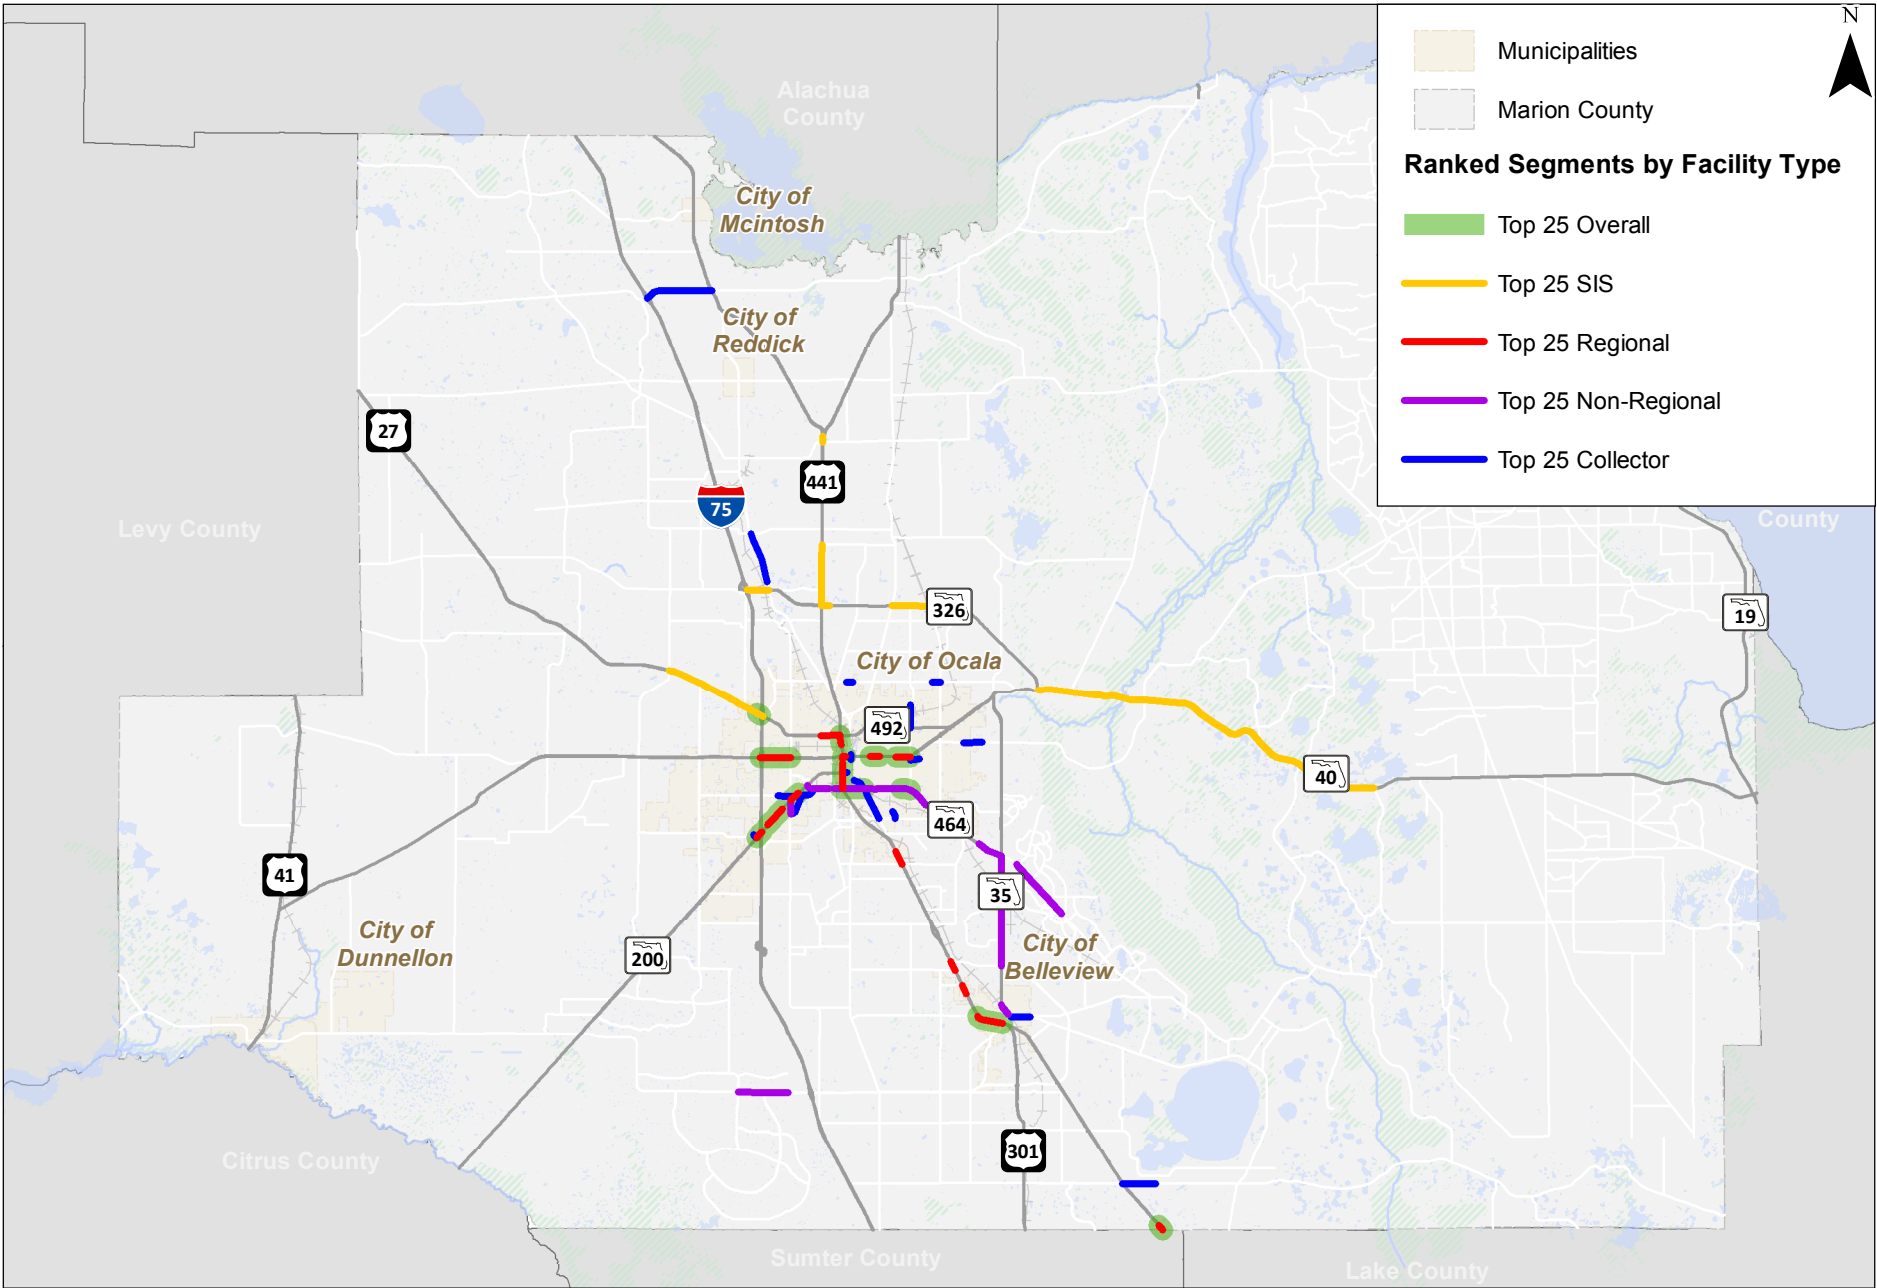 N
Municipalities
Marion County
Ranked Segments by Facility Type
Top 25 Overall
Top 25 SIS
Top 25 Regional
Top 25 Non-Regional
Top 25 Collector
Alachua
County
City of
Mcintosh
City of
Reddick
27
441
75
Levy County
County
326
19
City of Ocala
492
40
464
41
35
City of
Dunnellon
City of
Belleview
200
301
Citrus County
Sumter County
Lake County